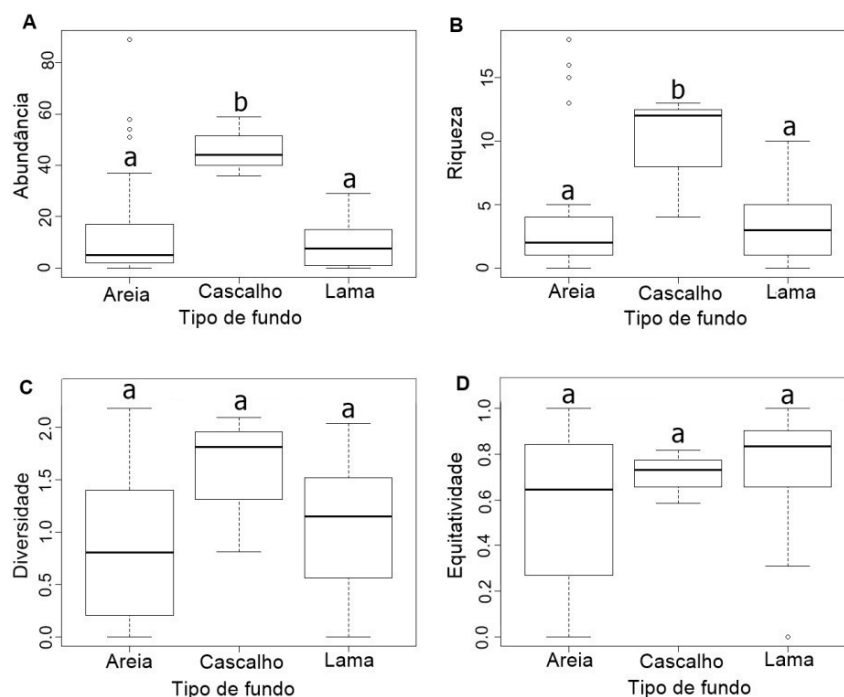 A
Abundância
0 20 40 60 80
a b a
Areia Cascalho Lama
Tipo de fundo
B
Riqueza
0 5 10 15
a b a
Areia Cascalho Lama
Tipo de fundo
C
Diversidade
0.0 0.5 1.0 1.5 2.0
a a a
Areia Cascalho Lama
Tipo de fundo
D
Equitatividade
0.0 0.2 0.4 0.6 0.8 1.0
a a a
Areia Cascalho Lama
Tipo de fundo